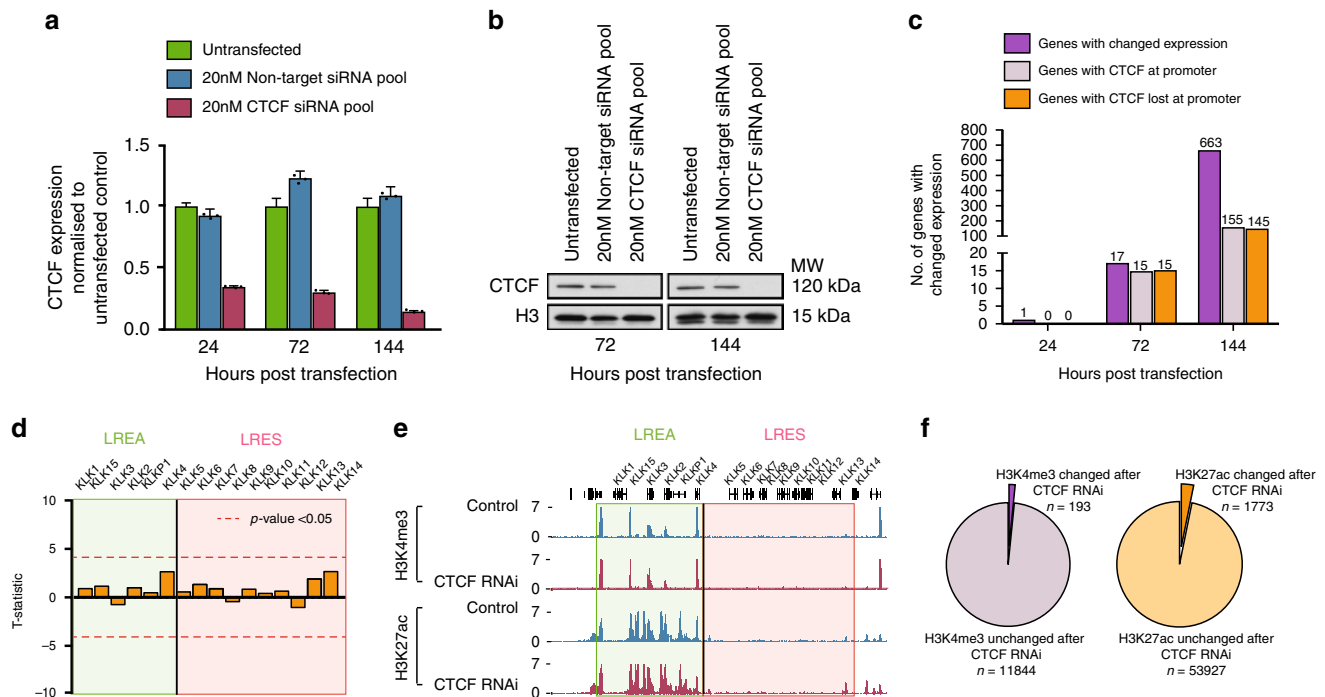 a
Untransfected
20nM Non-target siRNA pool
20nM CTCF siRNA pool
CTCF expression
normalised to
untransfected control
1.5
1.0
0.5
0.0
24
72
144
Hours post transfection
b
Untransfected
20nM Non-target siRNA pool
20nM CTCF siRNA pool
Untransfected
20nM Non-target siRNA pool
20nM CTCF siRNA pool
MW
CTCF
120 kDa
H3
15 kDa
72
144
Hours post transfection
c
Genes with changed expression
Genes with CTCF at promoter
Genes with CTCF lost at promoter
No. of genes with
changed expression
800
700
600
500
400
300
200
100
20
15
10
5
0
1
0
0
17
15
15
663
155
145
24
72
144
Hours post transfection
d
LREA
LRES
KLK1
KLK15
KLK3
KLK2
KLKP1
KLK4
KLK5
KLK6
KLK7
KLK8
KLK9
KLK10
KLK11
KLK12
KLK13
KLK14
T-statistic
10
5
0
−5
−10
p-value <0.05
e
LREA
LRES
KLK1
KLK15
KLK3
KLK2
KLKP1
KLK4
KLK5
KLK6
KLK7
KLK8
KLK9
KLK10
KLK11
KLK12
KLK13
KLK14
H3K4me3
Control
7
0
CTCF RNAi
7
0
H3K27ac
Control
7
0
CTCF RNAi
7
0
f
H3K4me3 changed after
CTCF RNAi
n = 193
H3K27ac changed after
CTCF RNAi
n = 1773
H3K4me3 unchanged after
CTCF RNAi
n = 11844
H3K27ac unchanged after
CTCF RNAi
n = 53927